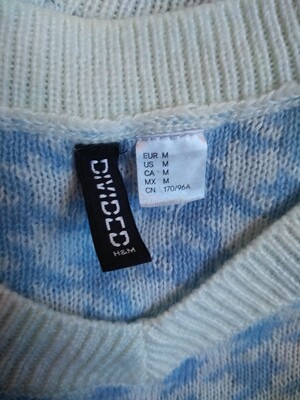 DIVIDED
H&M
EUR M
US M
CA M
MX M
CN 170/96A